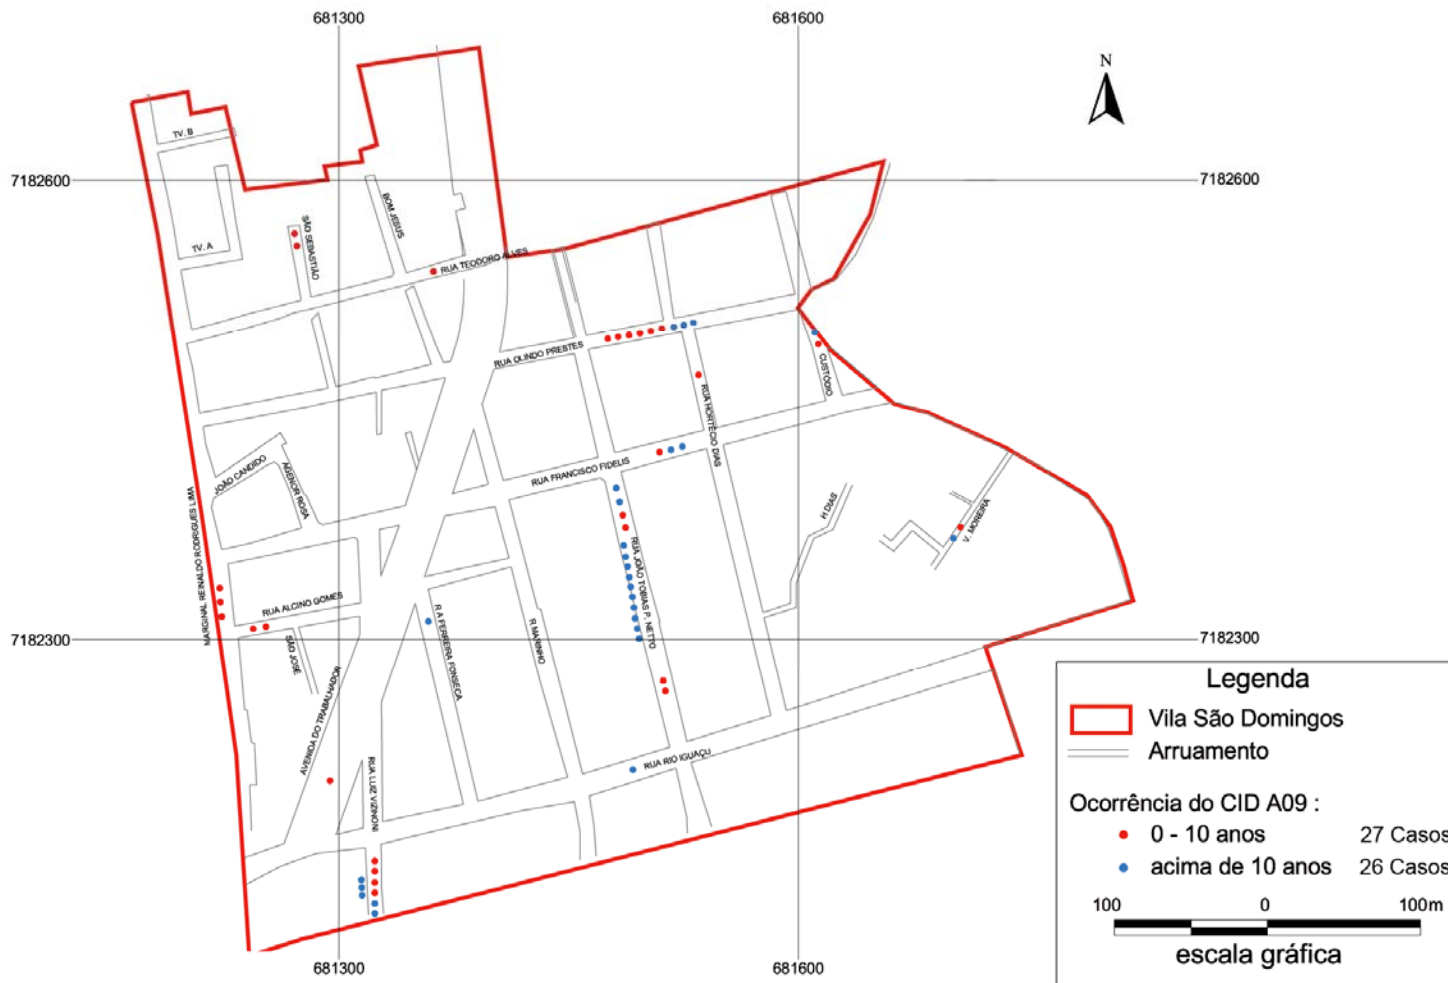 681300
681600
N
TV. B
7182600
7182600
BOM JESUS
SÃO SEBASTIÃO
TV. A
RUA TEODORO ALVES
RUA OLINDO PRESTES
CUSTÓDIO
RUA HORTÊCIO DIAS
RUA FRANCISCO FIDELIS
JOÃO CANDIDO
AGENOR ROSA
H DIAS
V. MOREIRA
MARGINAL REINALDO RODRIGUES LIMA
RUA JOÃO TOBIAS P. NETTO
RUA ALCINO GOMES
R A FERREIRA FONSECA
R. MARINHO
SÃO JOSÉ
7182300
7182300
AVENIDA DO TRABALHADOR
RUA LUIZ VIZINONI
RUA RIO IGUAÇU
Legenda
Vila São Domingos
Arruamento
Ocorrência do CID A09 :
0 - 10 anos 27 Casos
acima de 10 anos 26 Casos
100 0 100m
escala gráfica
681300
681600